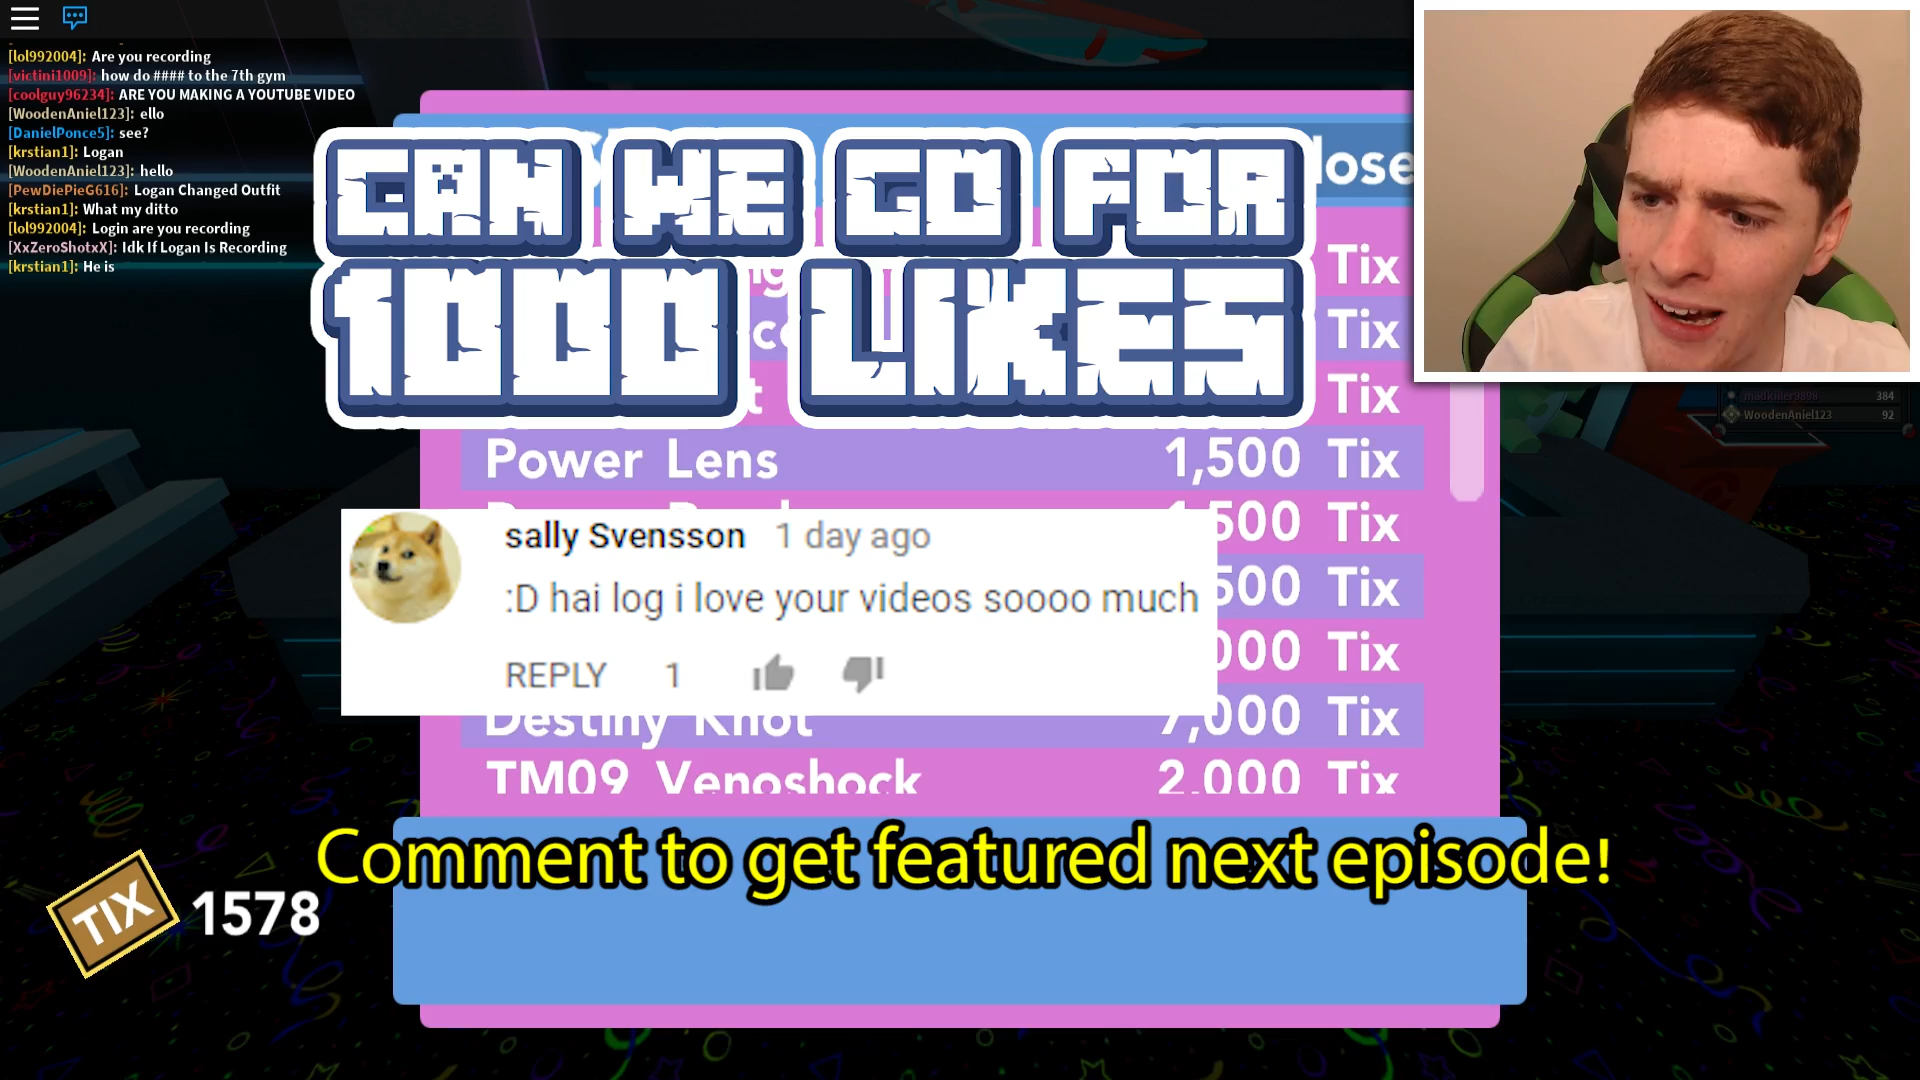 [lol992004]: Are you recording
[victini1009]: how do #### to the 7th gym
[coolguy96234]: ARE YOU MAKING A YOUTUBE VIDEO
[WoodenAniel123]: ello
[DanielPonce5]: see?
[krstian1]: Logan
[WoodenAniel123]: hello
[PewDiePieG616]: Logan Changed Outfit
[krstian1]: What my ditto
[lol992004]: Login are you recording
[XxZeroShotxX]: Idk If Logan Is Recording
[krstian1]: He is
CAN WE GO FOR
1000 LIKES
Tix
Tix
Tix
madkiller9898 384
WoodenAniel123 92
Power Lens 1,500 Tix
500 Tix
500 Tix
000 Tix
Destiny Knot 7,000 Tix
TM09 Venoshock 2,000 Tix
sally Svensson 1 day ago
:D hai log i love your videos soooo much
REPLY 1
Comment to get featured next episode!
TIX 1578